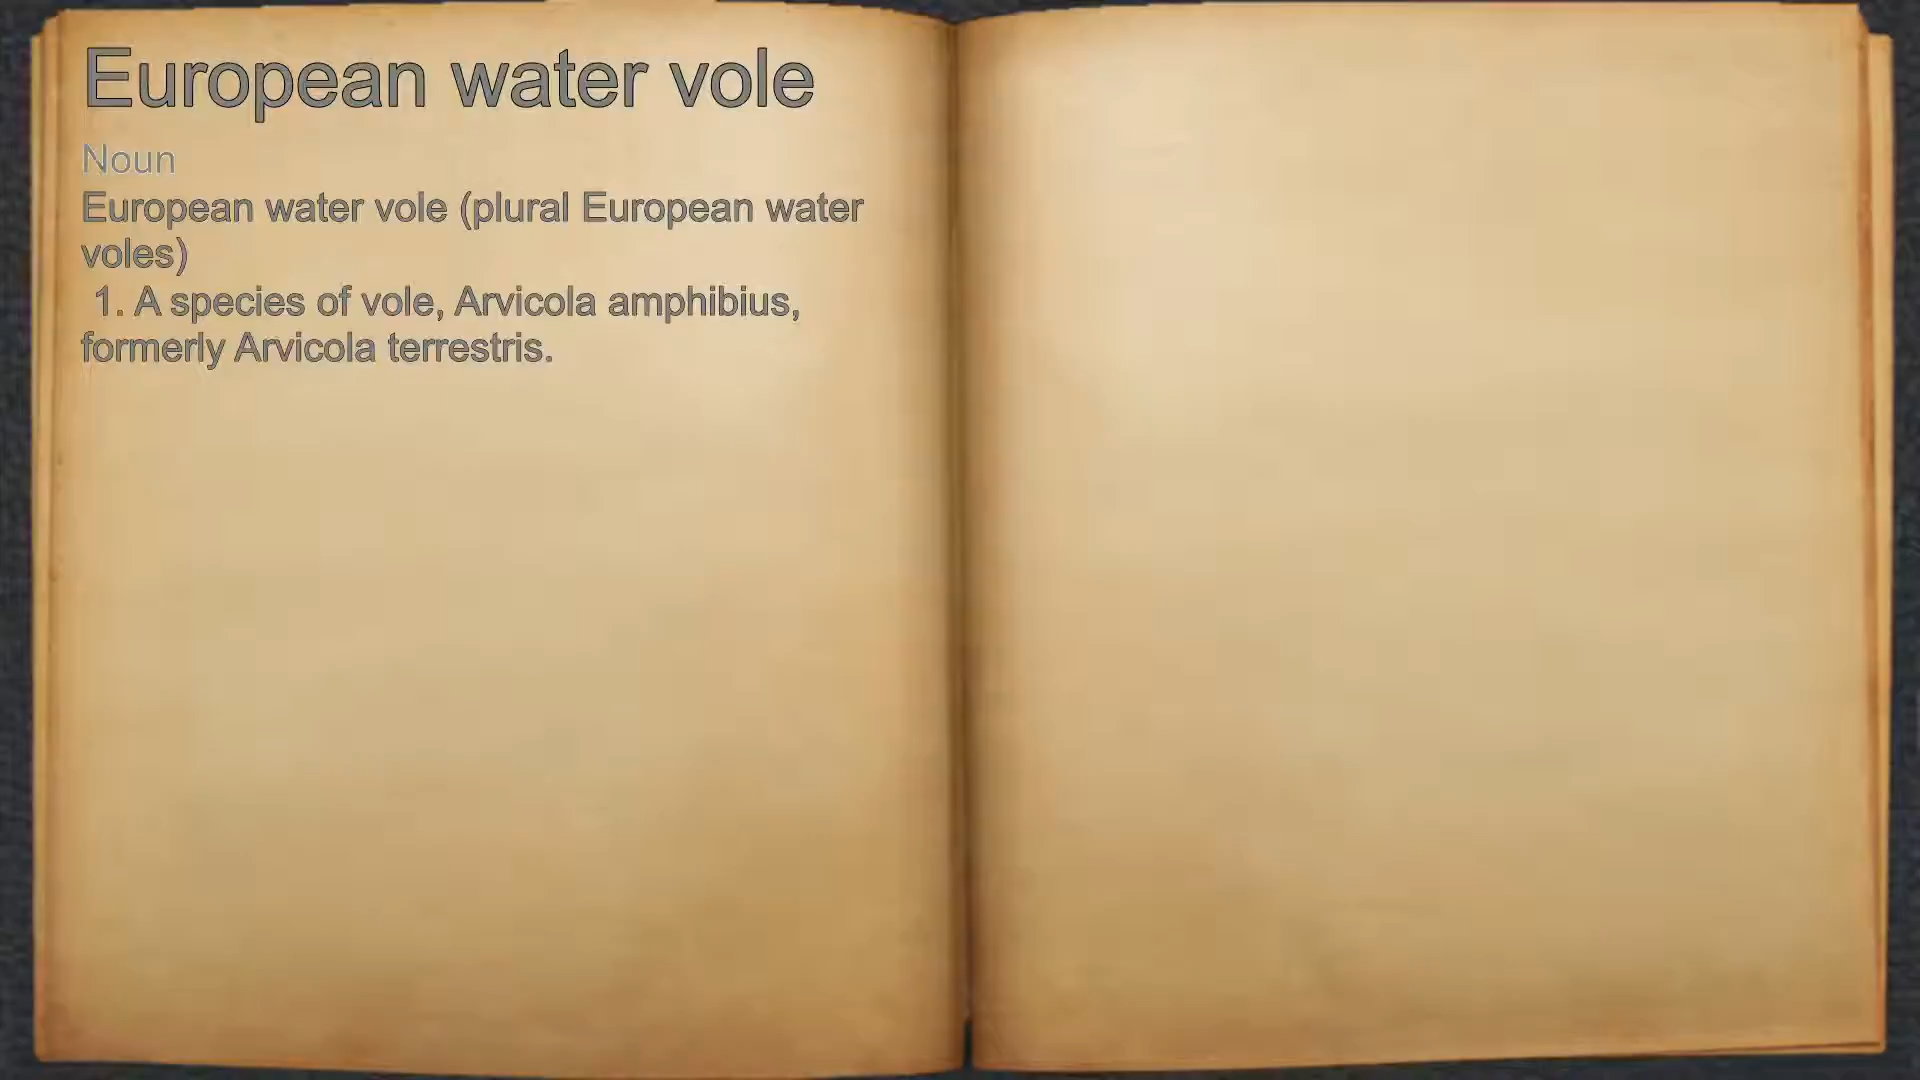 European water vole
Noun
European water vole (plural European water
voles)
1. A species of vole, Arvicola amphibius,
formerly Arvicola terrestris.